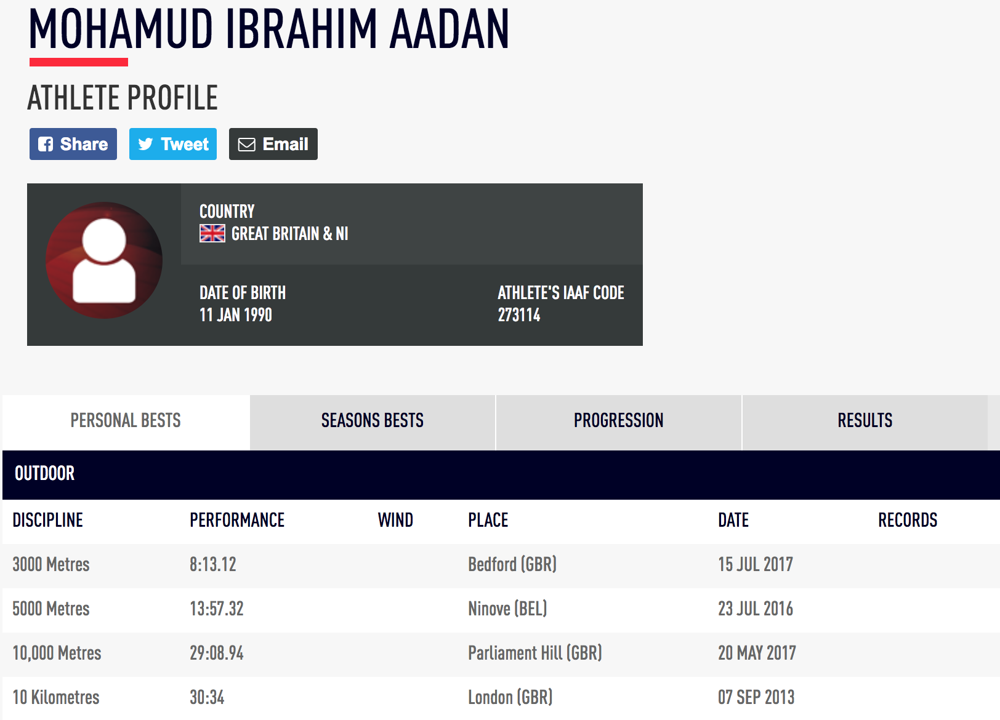 MOHAMUD IBRAHIM AADAN
ATHLETE PROFILE
Share Tweet Email
COUNTRY
GREAT BRITAIN & NI
DATE OF BIRTH ATHLETE'S IAAF CODE
11 JAN 1990 273114
PERSONAL BESTS SEASONS BESTS PROGRESSION RESULTS
OUTDOOR
DISCIPLINE PERFORMANCE WIND PLACE DATE RECORDS
3000 Metres 8:13.12 Bedford (GBR) 15 JUL 2017
5000 Metres 13:57.32 Ninove (BEL) 23 JUL 2016
10,000 Metres 29:08.94 Parliament Hill (GBR) 20 MAY 2017
10 Kilometres 30:34 London (GBR) 07 SEP 2013